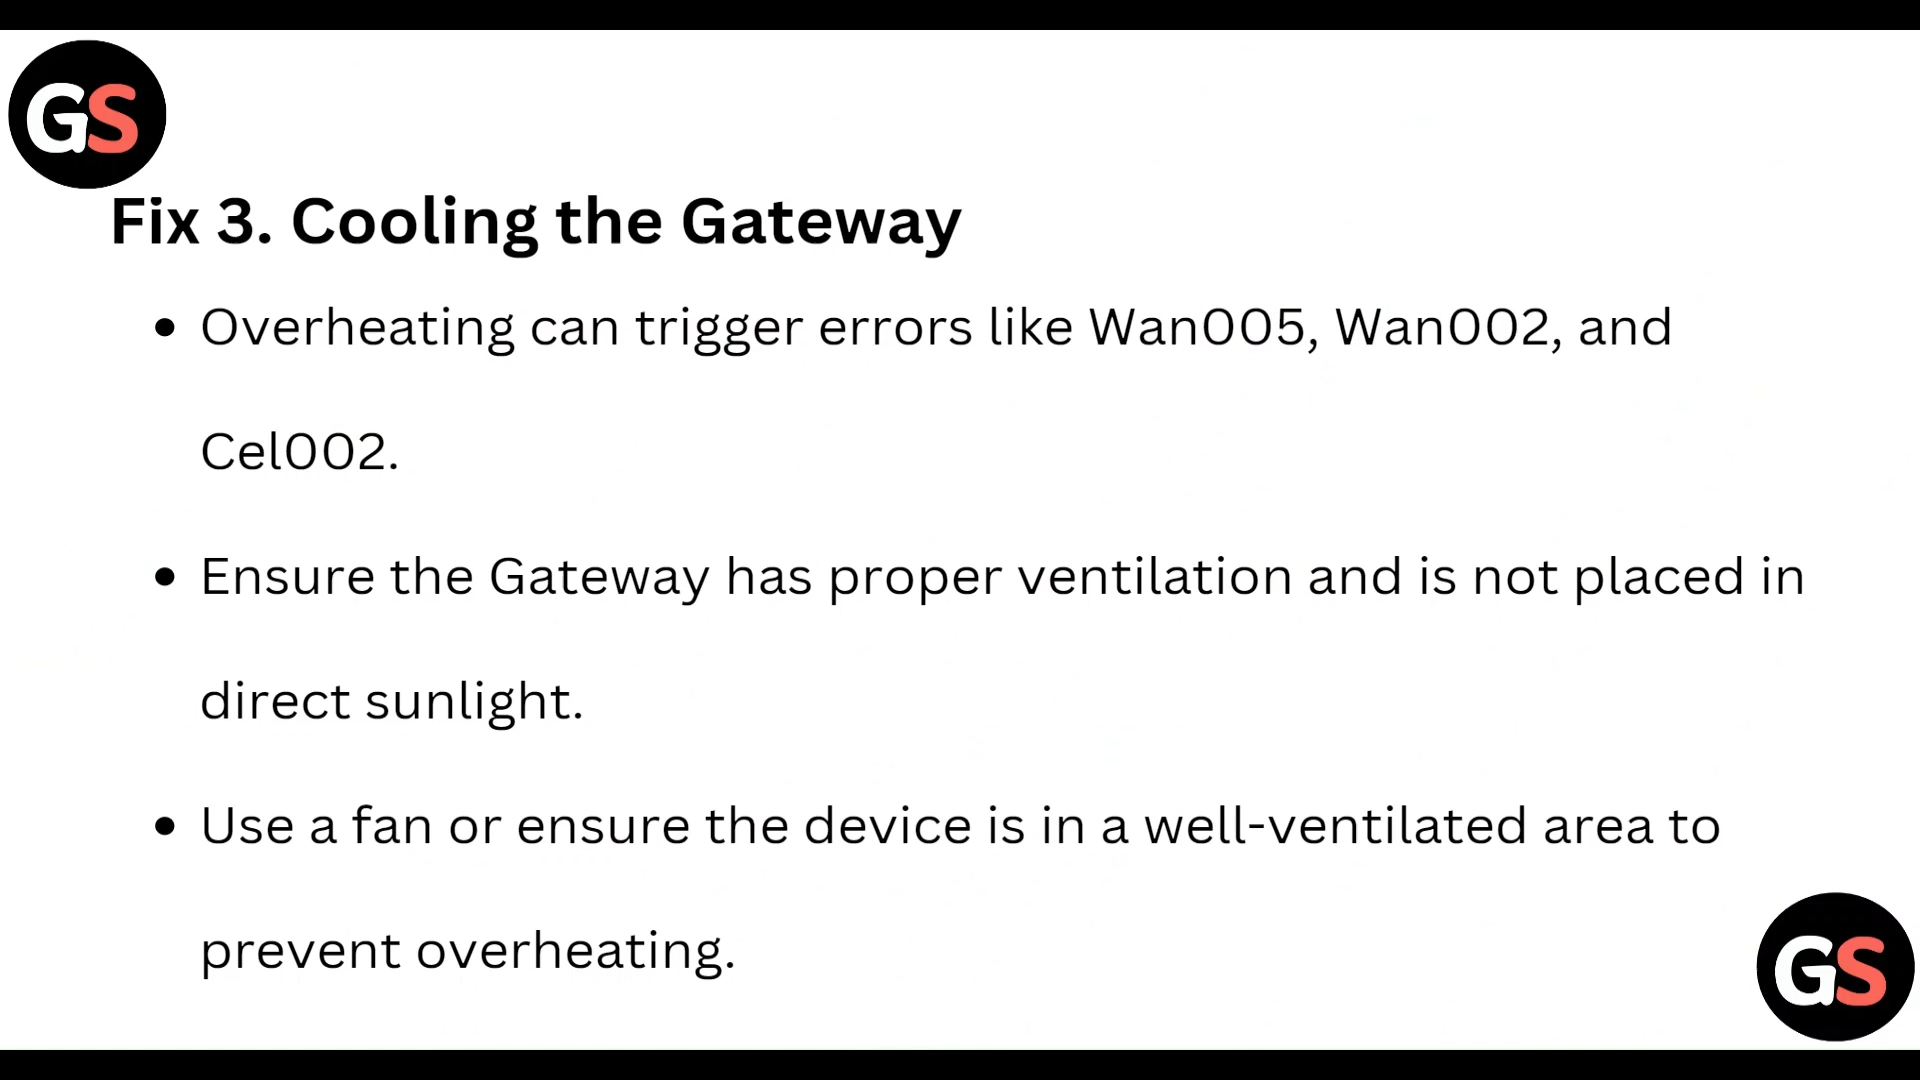 GS
Fix 3. Cooling the Gateway
• Overheating can trigger errors like Wan005, Wan002, and
Cel002.
• Ensure the Gateway has proper ventilation and is not placed in
direct sunlight.
• Use a fan or ensure the device is in a well-ventilated area to
prevent overheating.
GS